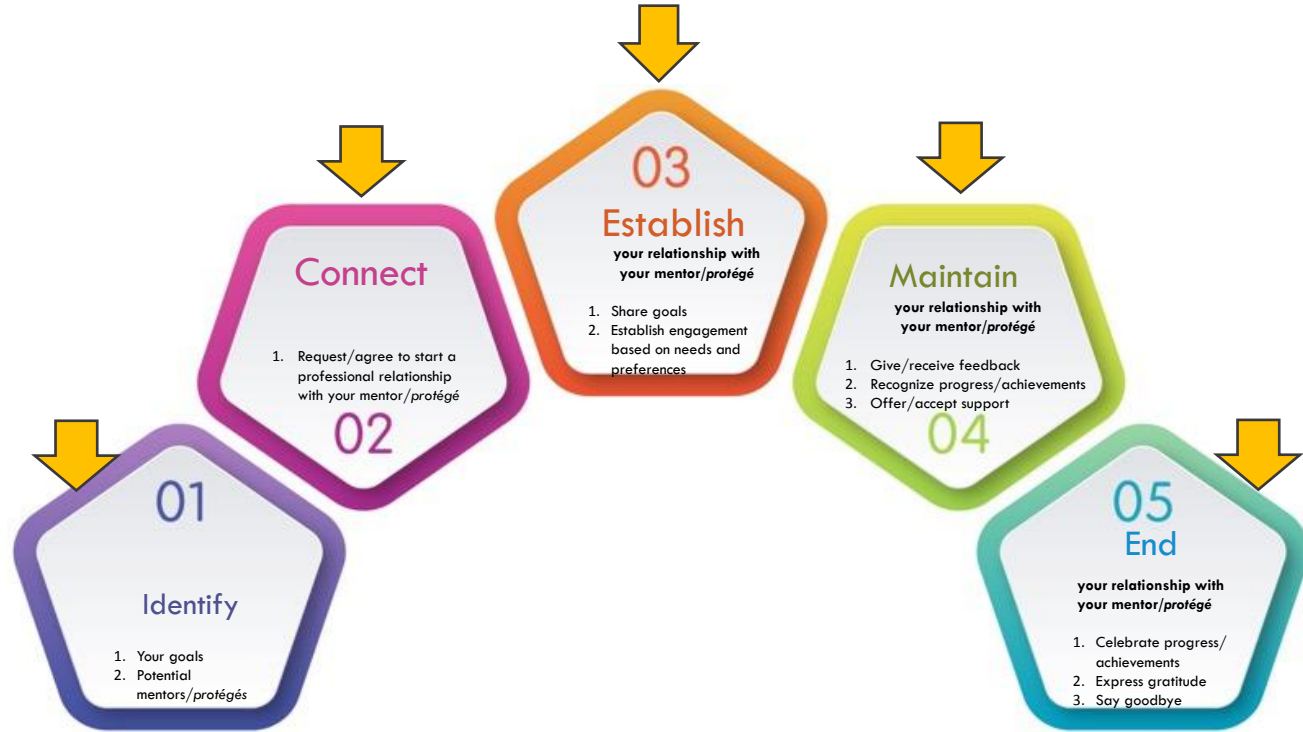 01
Identify
1. Your goals
2. Potential
mentors/protégés
Connect
1. Request/agree to start a
professional relationship
with your mentor/protégé
02
03
Establish
your relationship with
your mentor/protégé
1. Share goals
2. Establish engagement
based on needs and
preferences
Maintain
your relationship with
your mentor/protégé
1. Give/receive feedback
2. Recognize progress/achievements
3. Offer/accept support
04
05
End
your relationship with
your mentor/protégé
1. Celebrate progress/
achievements
2. Express gratitude
3. Say goodbye